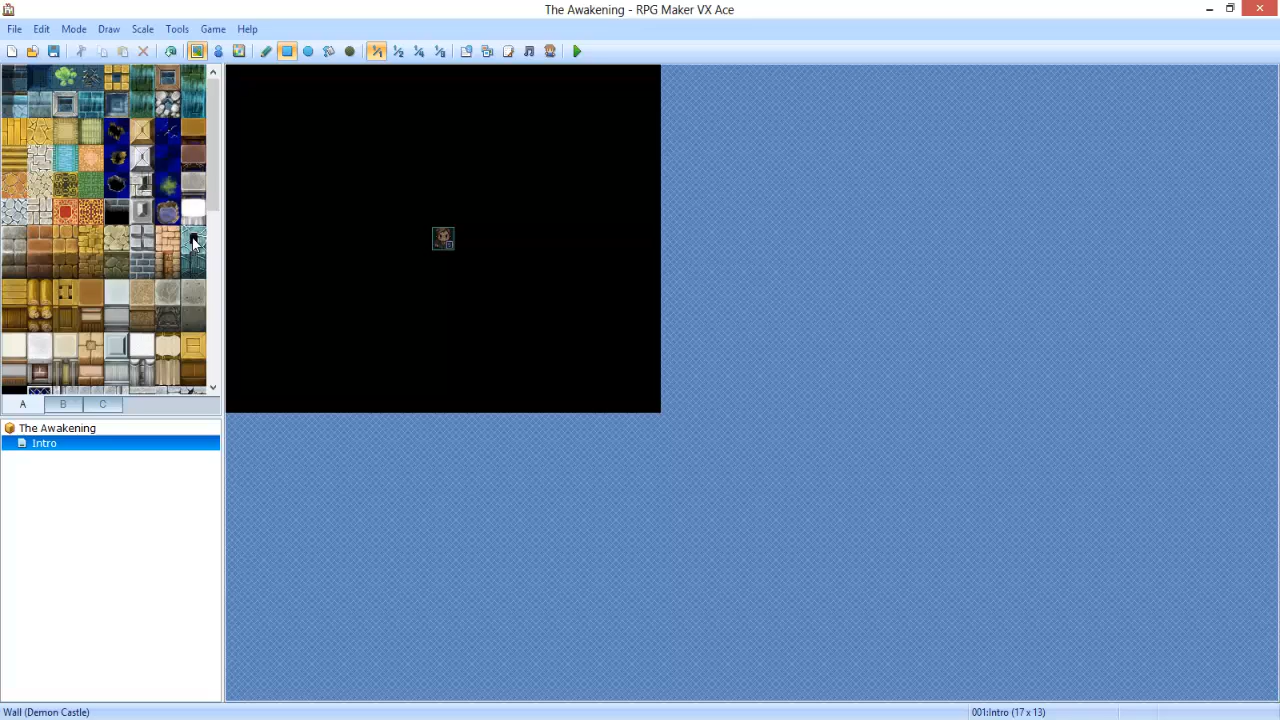 The Awakening - RPG Maker VX Ace
File Edit Mode Draw Scale Tools Game Help
A B C
The Awakening
Intro
Wall (Demon Castle)
001:Intro (17 x 13)